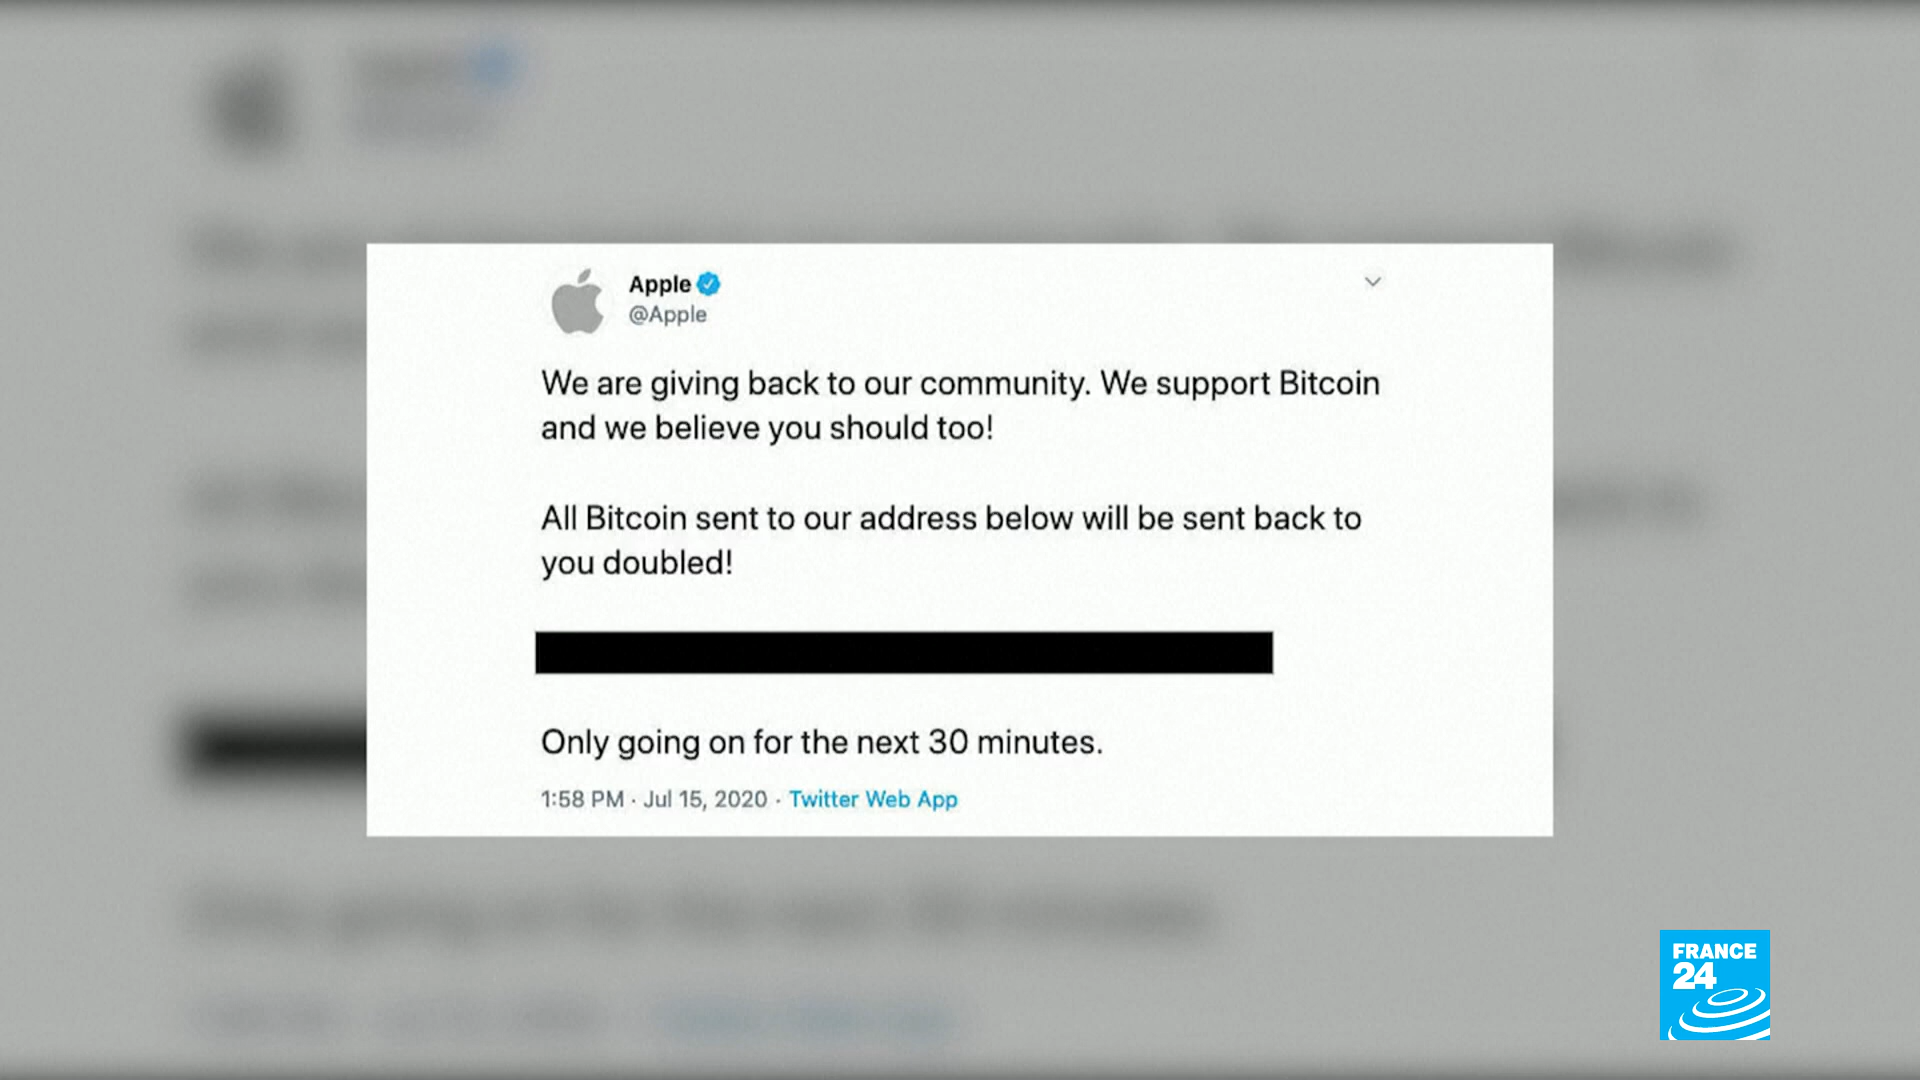 Apple
@Apple
We are giving back to our community. We support Bitcoin
and we believe you should too!
All Bitcoin sent to our address below will be sent back to
you doubled!
Only going on for the next 30 minutes.
1:58 PM · Jul 15, 2020 · Twitter Web App
FRANCE
24